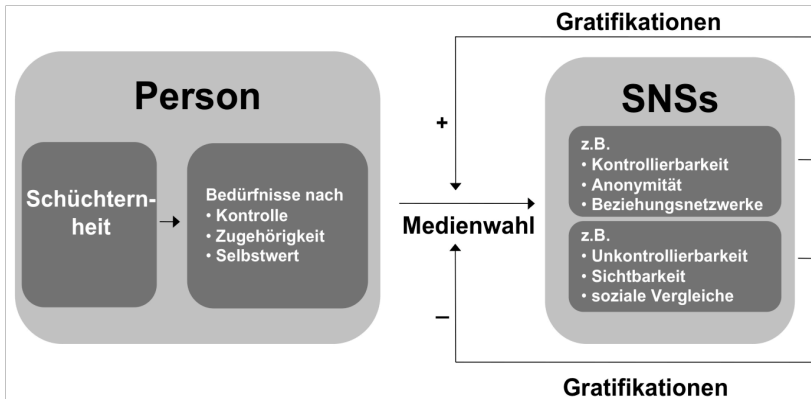 Gratifikationen
Person
Schüchtern-
heit
Bedürfnisse nach
• Kontrolle
• Zugehörigkeit
• Selbstwert
+
Medienwahl
–
SNSs
z.B.
• Kontrollierbarkeit
• Anonymität
• Beziehungsnetzwerke
z.B.
• Unkontrollierbarkeit
• Sichtbarkeit
• soziale Vergleiche
Gratifikationen